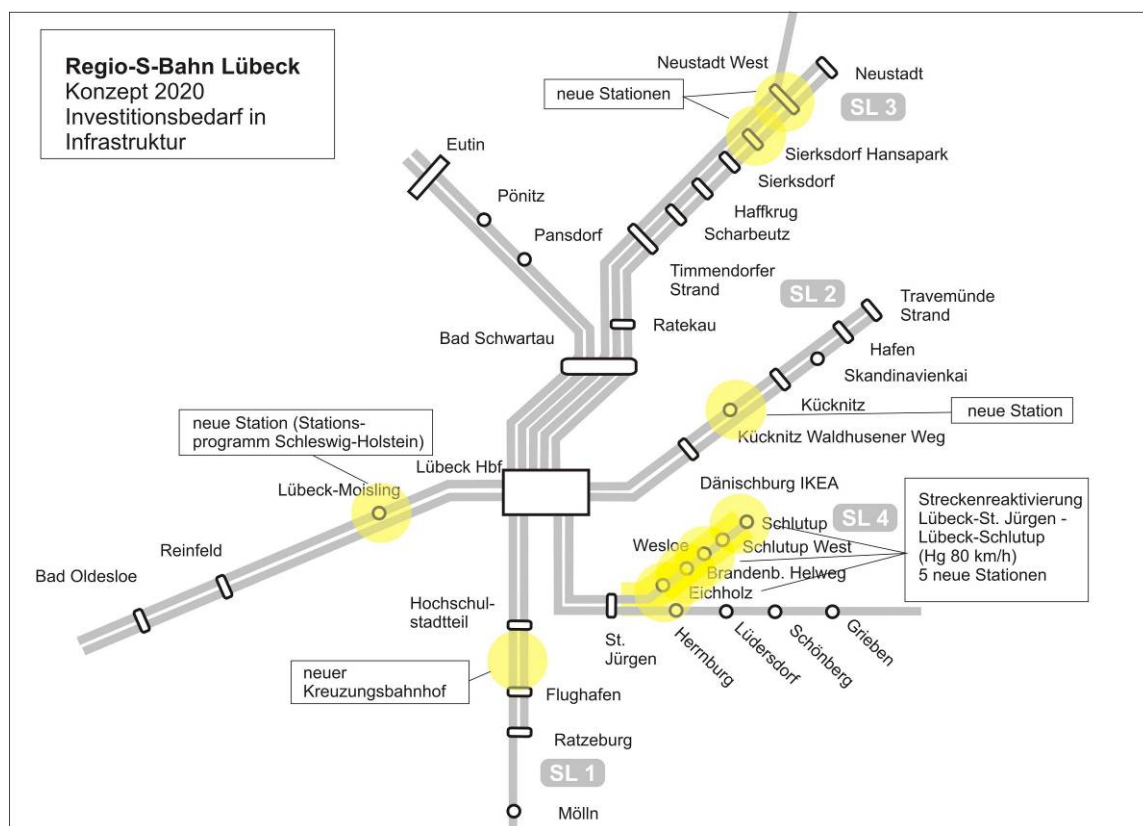 Regio-S-Bahn Lübeck
Konzept 2020
Investitionsbedarf in
Infrastruktur
Neustadt West
Neustadt
neue Stationen
SL 3
Eutin
Sierksdorf Hansapark
Pönitz
Sierksdorf
Haffkrug
Pansdorf
Scharbeutz
Timmendorfer
Strand
SL 2
Travemünde
Strand
Ratekau
Bad Schwartau
Hafen
Skandinavienkai
neue Station (Stations-
programm Schleswig-Holstein)
Kücknitz
neue Station
Kücknitz Waldhusener Weg
Lübeck Hbf
Lübeck-Moisling
Dänischburg IKEA
Streckenreaktivierung
Lübeck-St. Jürgen -
Lübeck-Schlutup
(Hg 80 km/h)
5 neue Stationen
SL 4
Schlutup
Wesloe
Schlutup West
Reinfeld
Bad Oldesloe
Brandenb. Helweg
Eichholz
Hochschul-
stadtteil
St.
Jürgen
Herrnburg
Lüdersdorf
Schönberg
Grieben
neuer
Kreuzungsbahnhof
Flughafen
Ratzeburg
SL 1
Mölln